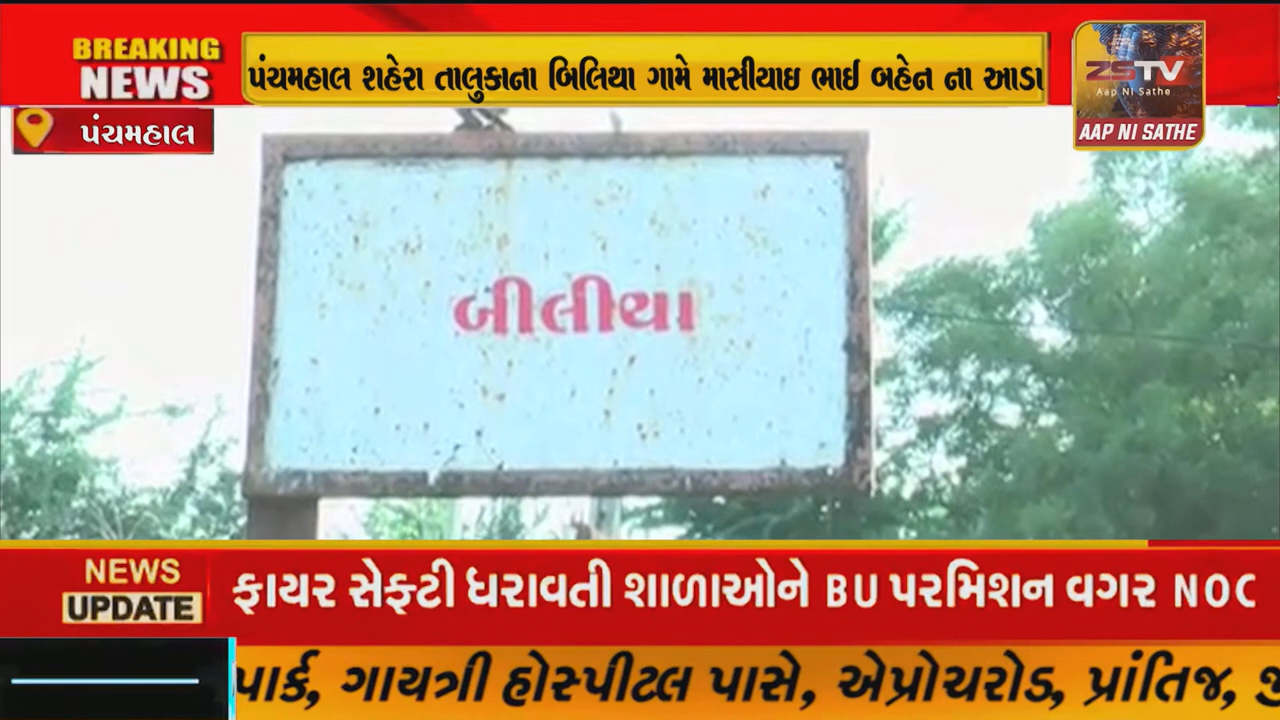 BREAKING
NEWS
પંચમહાલ શહેરા તાલુકાના બિલિથા ગામે માસીયાઇ ભાઈ બહેન ના આડા
ZSTV
Aap Ni Sathe
AAP NI SATHE
પંચમહાલ
બીલીથા
NEWS
UPDATE
ફાયર સેફ્ટી ધરાવતી શાળાઓને BU પરમિશન વગર NOC
પાર્ક, ગાયત્રી હોસ્પીટલ પાસે, એપ્રોચરોડ, પ્રાંતિજ,